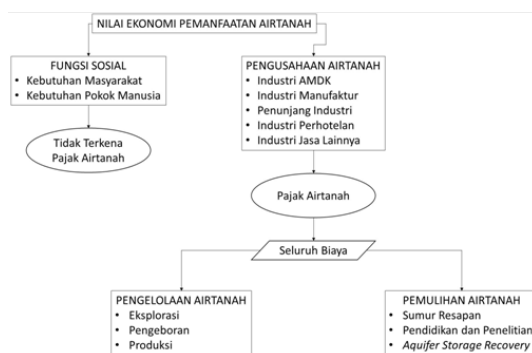 NILAI EKONOMI PEMANFAATAN AIRTANAH
FUNGSI SOSIAL
• Kebutuhan Masyarakat
• Kebutuhan Pokok Manusia
PENGUSAHAAN AIRTANAH
• Industri AMDK
• Industri Manufaktur
• Penunjang Industri
• Industri Perhotelan
• Industri Jasa Lainnya
Tidak Terkena
Pajak Airtanah
Pajak Airtanah
Seluruh Biaya
PENGELOLAAN AIRTANAH
• Eksplorasi
• Pengeboran
• Produksi
PEMULIHAN AIRTANAH
• Sumur Resapan
• Pendidikan dan Penelitian
• Aquifer Storage Recovery